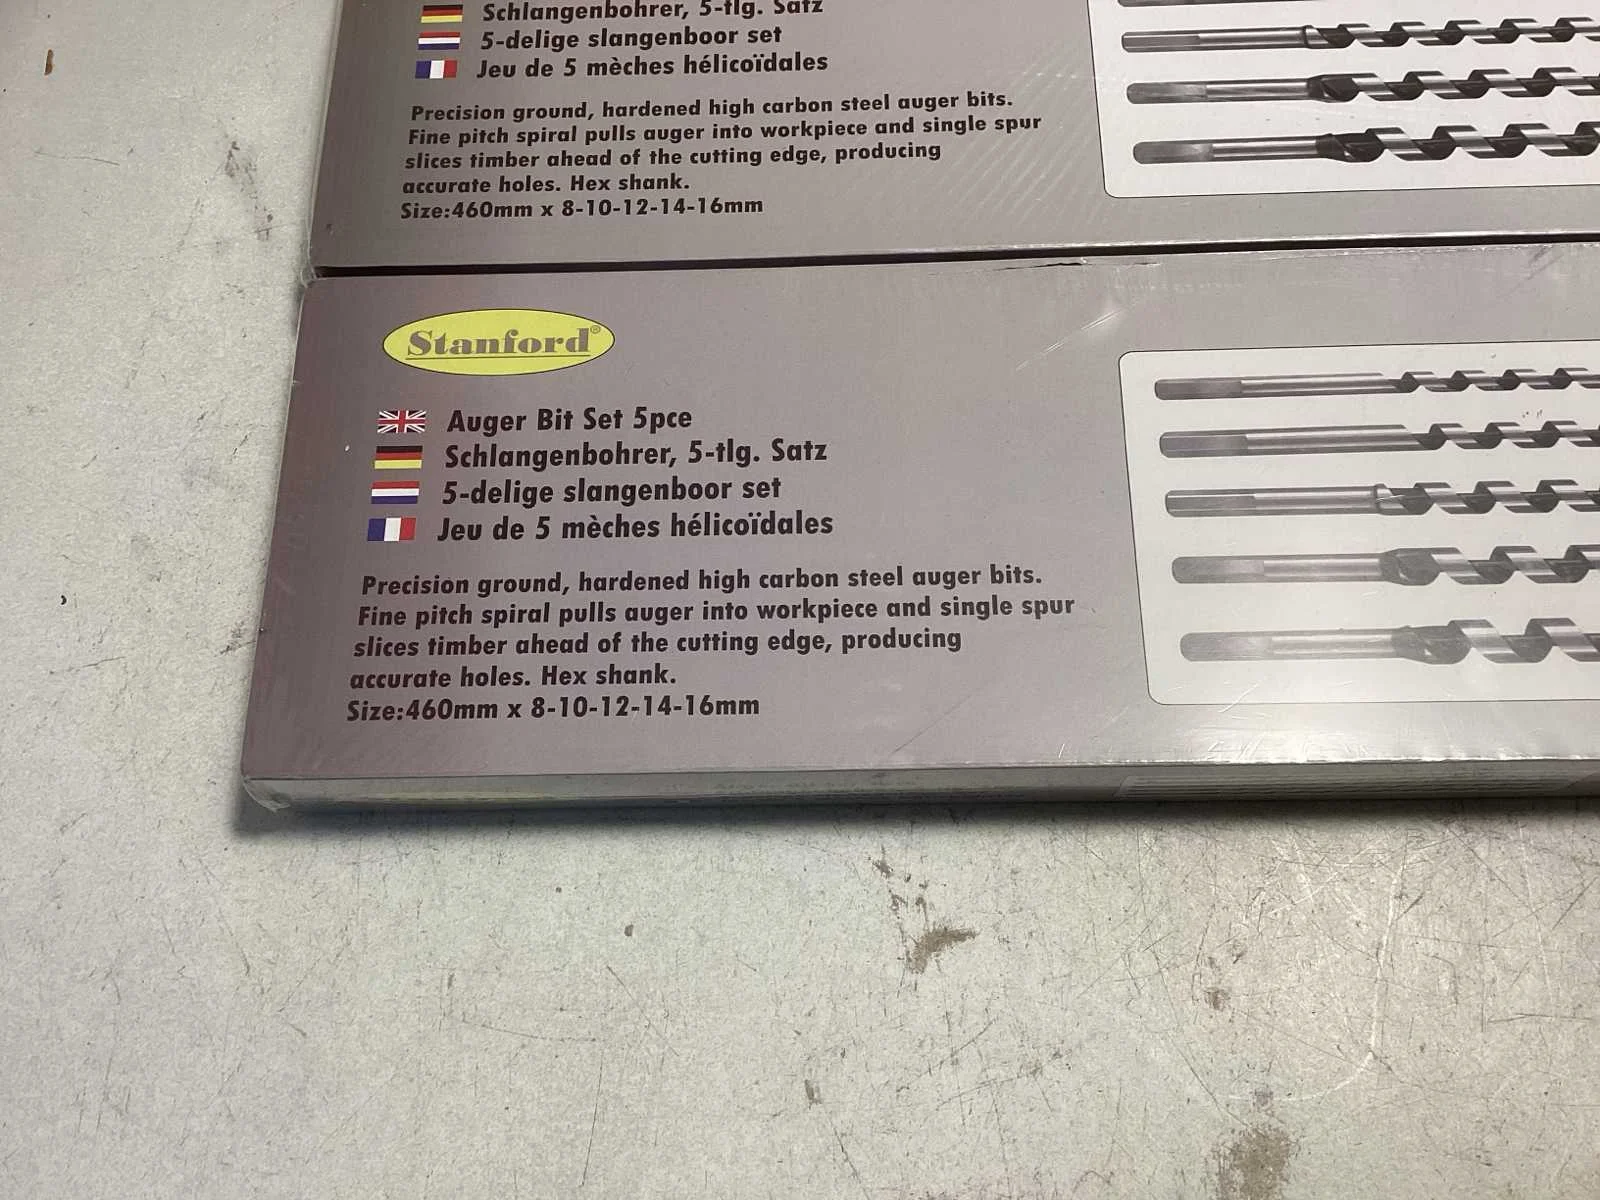 Schlangenbohrer, 5-tlg. Satz
5-delige slangenboor set
Jeu de 5 mèches hélicoïdales
Precision ground, hardened high carbon steel auger bits.
Fine pitch spiral pulls auger into workpiece and single spur
slices timber ahead of the cutting edge, producing
accurate holes. Hex shank.
Size:460mm x 8-10-12-14-16mm
Stanford®
Auger Bit Set 5pce
Schlangenbohrer, 5-tlg. Satz
5-delige slangenboor set
Jeu de 5 mèches hélicoïdales
Precision ground, hardened high carbon steel auger bits.
Fine pitch spiral pulls auger into workpiece and single spur
slices timber ahead of the cutting edge, producing
accurate holes. Hex shank.
Size:460mm x 8-10-12-14-16mm